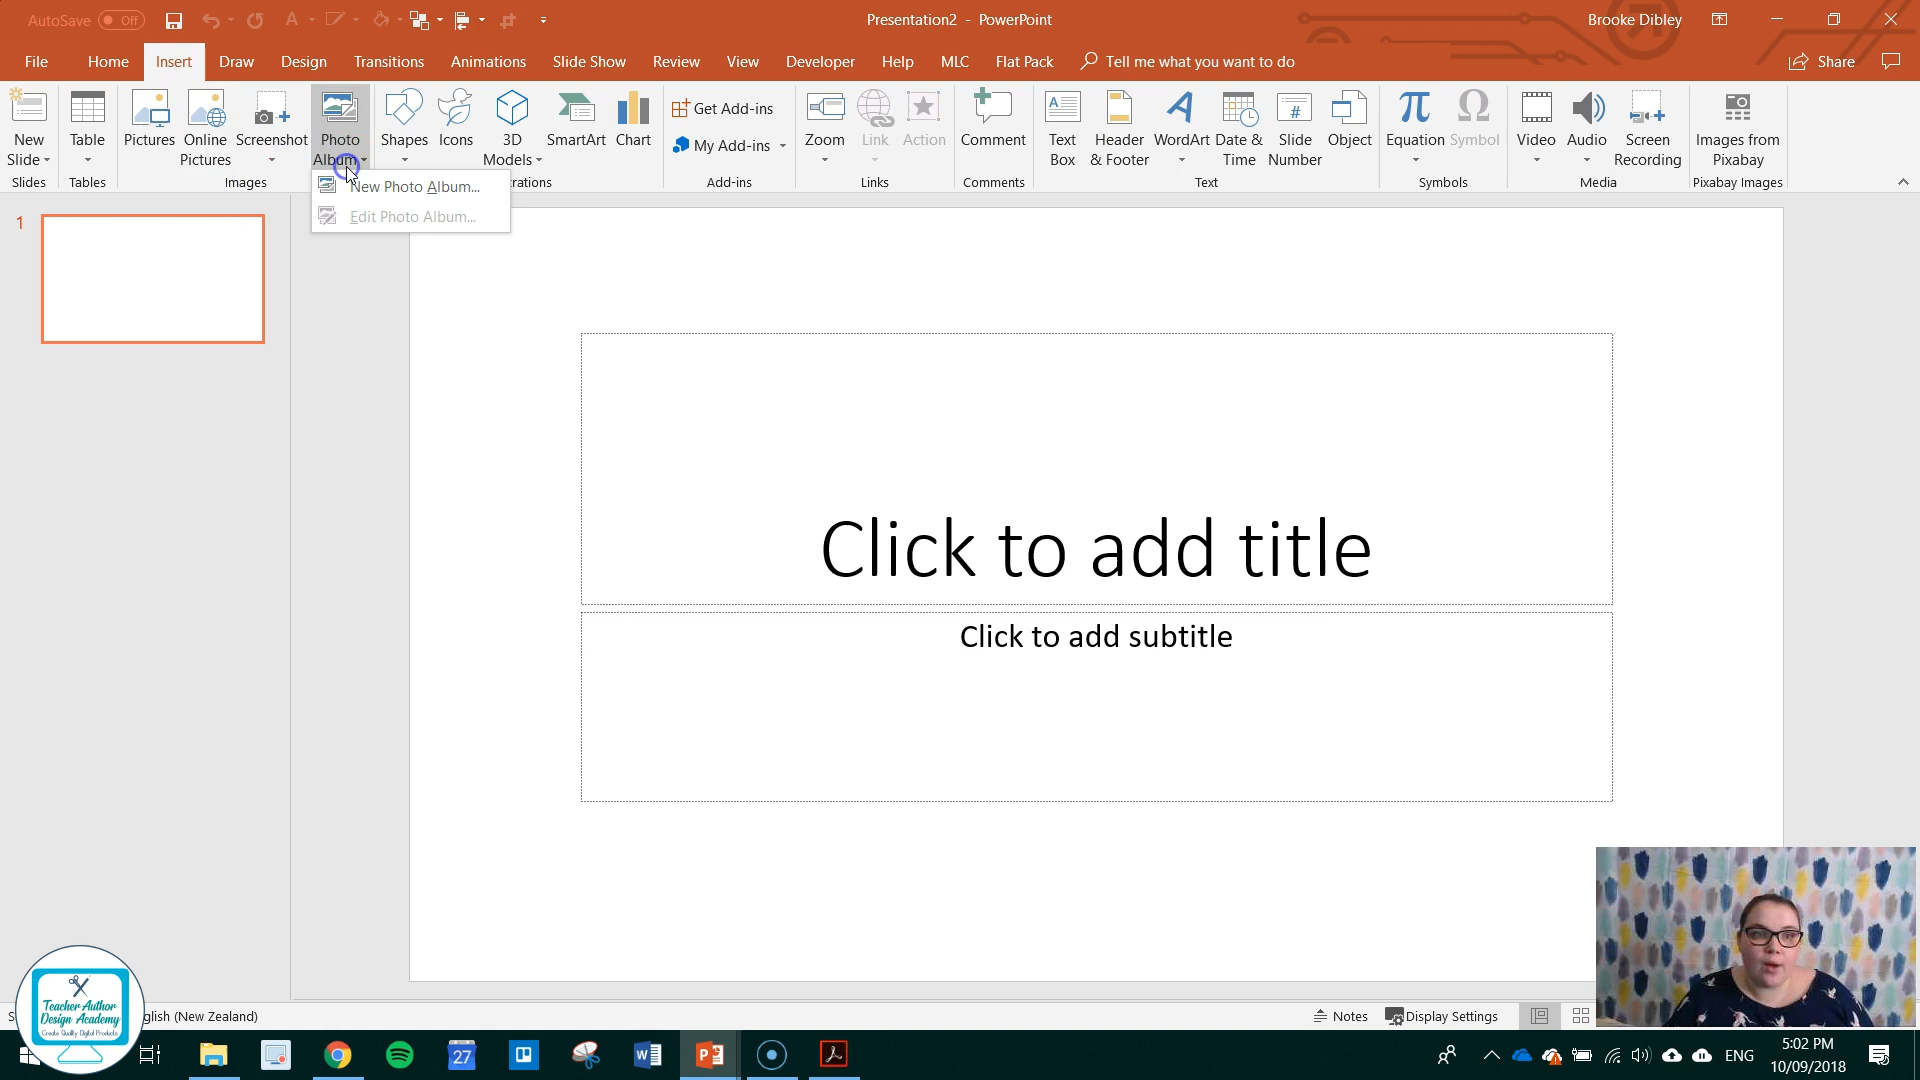 AutoSave Off
Presentation2 - PowerPoint
Brooke Dibley
File Home Insert Draw Design Transitions Animations Slide Show Review View Developer Help MLC Flat Pack Tell me what you want to do Share
New Slide
Table
Pictures
Online Pictures
Screenshot
Photo Album
Shapes
Icons
3D Models
SmartArt
Chart
Get Add-ins
My Add-ins
Zoom
Link
Action
Comment
Text Box
Header & Footer
WordArt
Date & Time
Slide Number
Object
Equation
Symbol
Video
Audio
Screen Recording
Images from Pixabay
Slides Tables Images trations Add-ins Links Comments Text Symbols Media Pixabay Images
New Photo Album...
Edit Photo Album...
1
Click to add title
Click to add subtitle
Teacher Author
Design Academy
Create Quality Digital Products
S
glish (New Zealand)
Notes
Display Settings
27
ENG
5:02 PM
10/09/2018